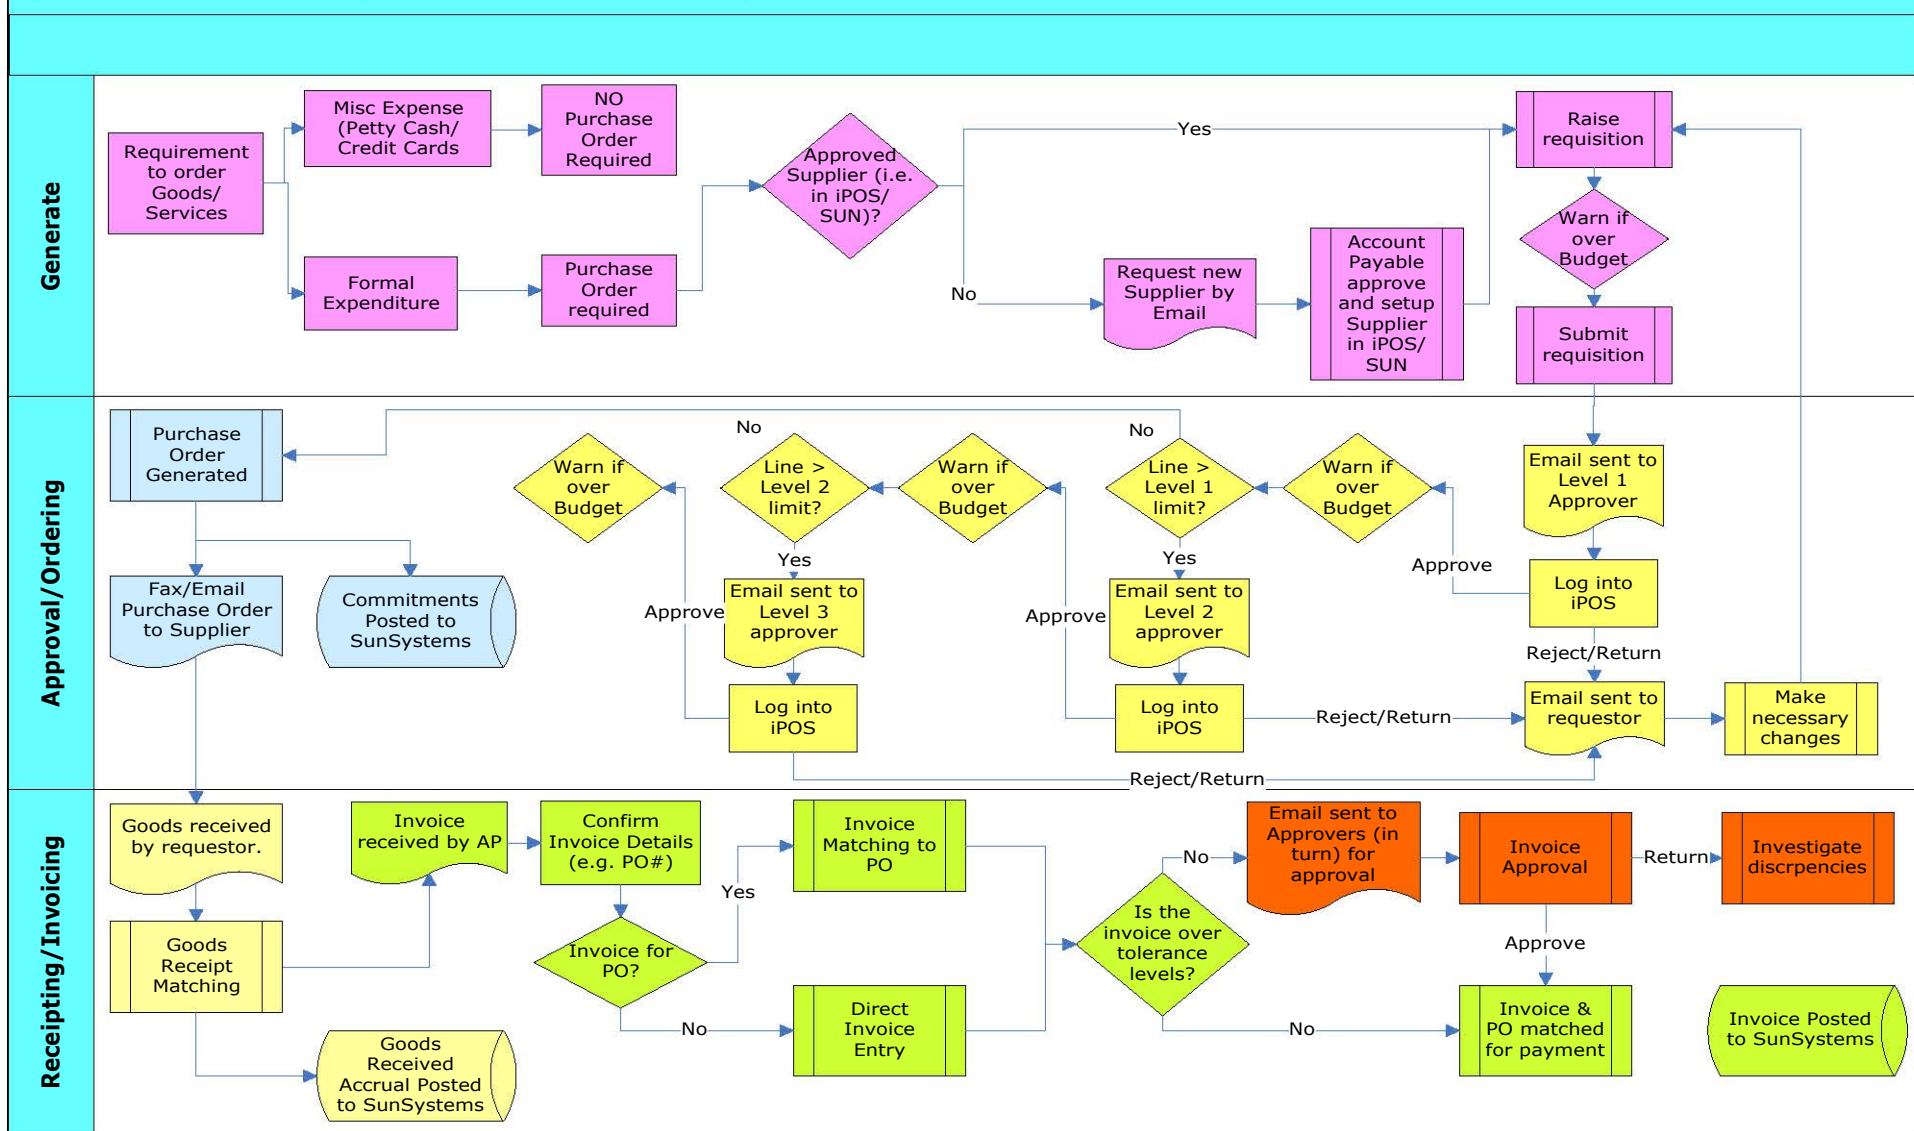 Generate
Requirement
to order
Goods/
Services
Misc Expense
(Petty Cash/
Credit Cards
NO
Purchase
Order
Required
Formal
Expenditure
Purchase
Order
required
Approved
Supplier (i.e.
in iPOS/
SUN)?
Yes
No
Request new
Supplier by
Email
Account
Payable
approve
and setup
Supplier
in iPOS/
SUN
Raise
requisition
Warn if
over
Budget
Submit
requisition
Approval/Ordering
Purchase
Order
Generated
Fax/Email
Purchase Order
to Supplier
Commitments
Posted to
SunSystems
Warn if
over
Budget
No
Line >
Level 2
limit?
Yes
Approve
Email sent to
Level 3
approver
Log into
iPOS
Warn if
over
Budget
No
Line >
Level 1
limit?
Yes
Approve
Email sent to
Level 2
approver
Log into
iPOS
Warn if
over
Budget
Approve
Email sent to
Level 1
Approver
Log into
iPOS
Reject/Return
Reject/Return
Reject/Return
Email sent to
requestor
Make
necessary
changes
Receipting/Invoicing
Goods received
by requestor.
Goods
Receipt
Matching
Goods
Received
Accrual Posted
to SunSystems
Invoice
received by AP
Confirm
Invoice Details
(e.g. PO#)
Invoice for
PO?
Yes
No
Invoice
Matching to
PO
Direct
Invoice
Entry
Is the
invoice over
tolerance
levels?
No
No
Email sent to
Approvers (in
turn) for
approval
Invoice
Approval
Return
Investigate
discrpencies
Approve
Invoice &
PO matched
for payment
Invoice Posted
to SunSystems